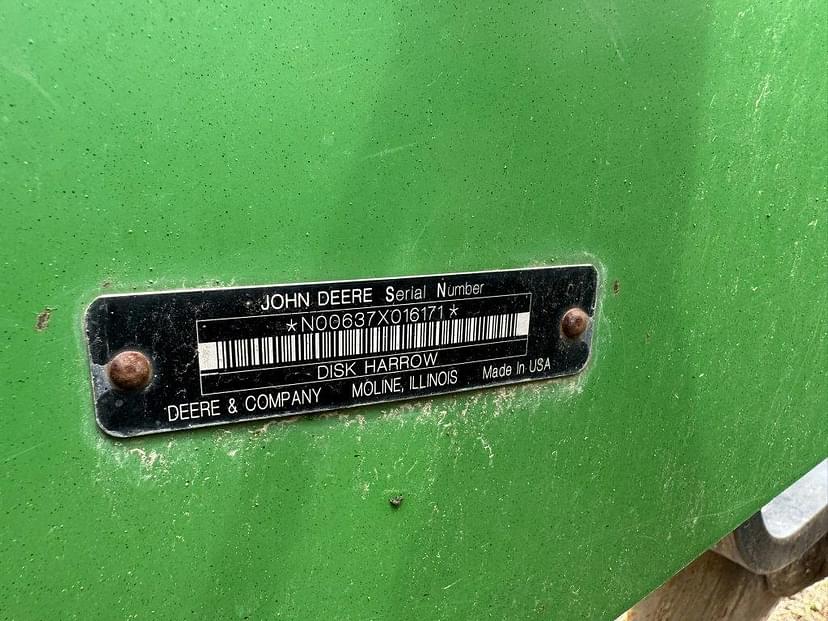 JOHN DEERE Serial Number
*N00637X016171*
DISK HARROW
DEERE & COMPANY MOLINE, ILLINOIS Made In USA